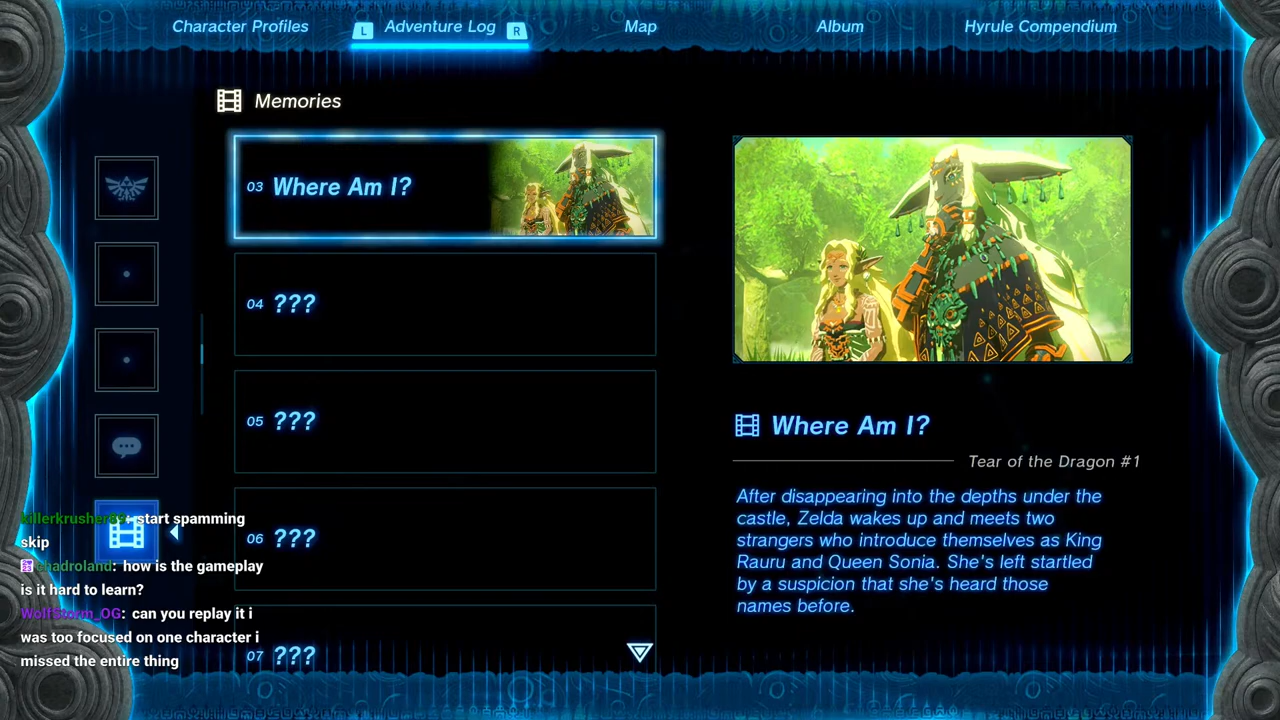 Character Profiles
L Adventure Log R
Map
Album
Hyrule Compendium
Memories
03 Where Am I?
04 ???
05 ???
06 ???
07 ???
Where Am I?
Tear of the Dragon #1
After disappearing into the depths under the
castle, Zelda wakes up and meets two
strangers who introduce themselves as King
Rauru and Queen Sonia. She's left startled
by a suspicion that she's heard those
names before.
killerkrusher89: start spamming
skip
chadroland: how is the gameplay
is it hard to learn?
WolfStorm_OG: can you replay it i
was too focused on one character i
missed the entire thing